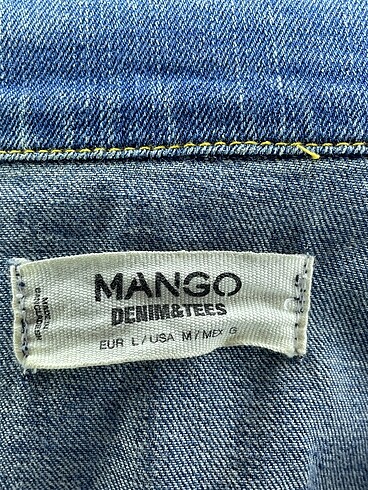 MANGO
DENIM&TEES
EUR L/USA M/MEX G